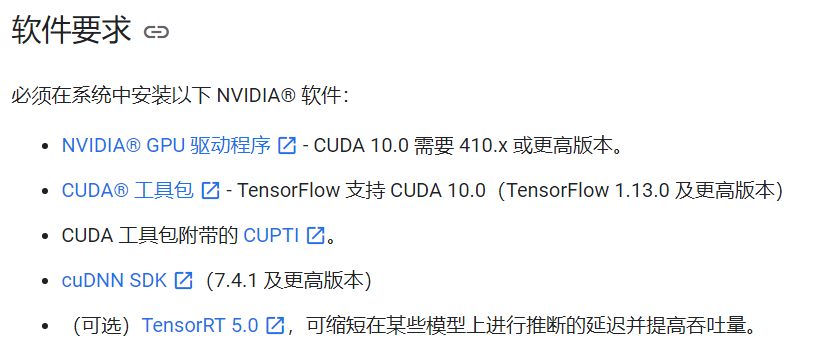 软件要求
必须在系统中安装以下 NVIDIA® 软件：
• NVIDIA® GPU 驱动程序 - CUDA 10.0 需要 410.x 或更高版本。
• CUDA® 工具包 - TensorFlow 支持 CUDA 10.0（TensorFlow 1.13.0 及更高版本）
• CUDA 工具包附带的 CUPTI。
• cuDNN SDK（7.4.1 及更高版本）
• （可选）TensorRT 5.0，可缩短在某些模型上进行推断的延迟并提高吞吐量。